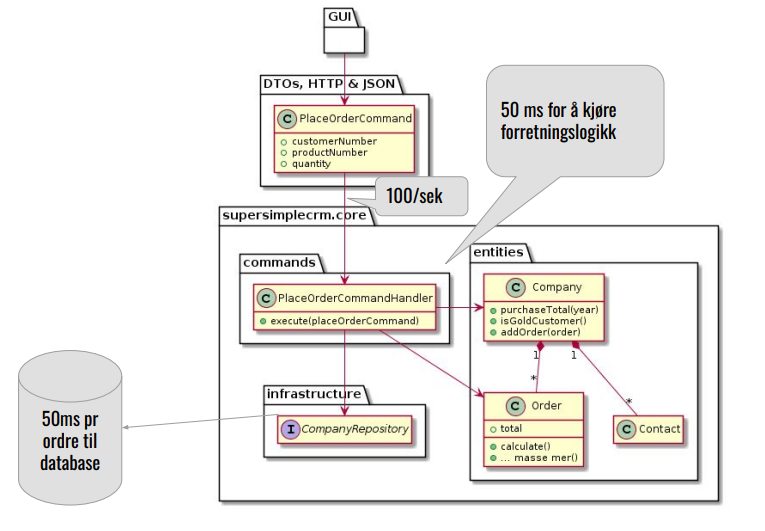 GUI
DTOs, HTTP & JSON
C PlaceOrderCommand
customerNumber
productNumber
quantity
50 ms for å kjøre
forretningslogikk
100/sek
supersimplecrm.core
commands
C PlaceOrderCommandHandler
execute(placeOrderCommand)
entities
C Company
purchaseTotal(year)
isGoldCustomer()
addOrder(order)
1
1
*
*
C Order
total
calculate()
... masse mer()
C Contact
infrastructure
I CompanyRepository
50ms pr
ordre til
database